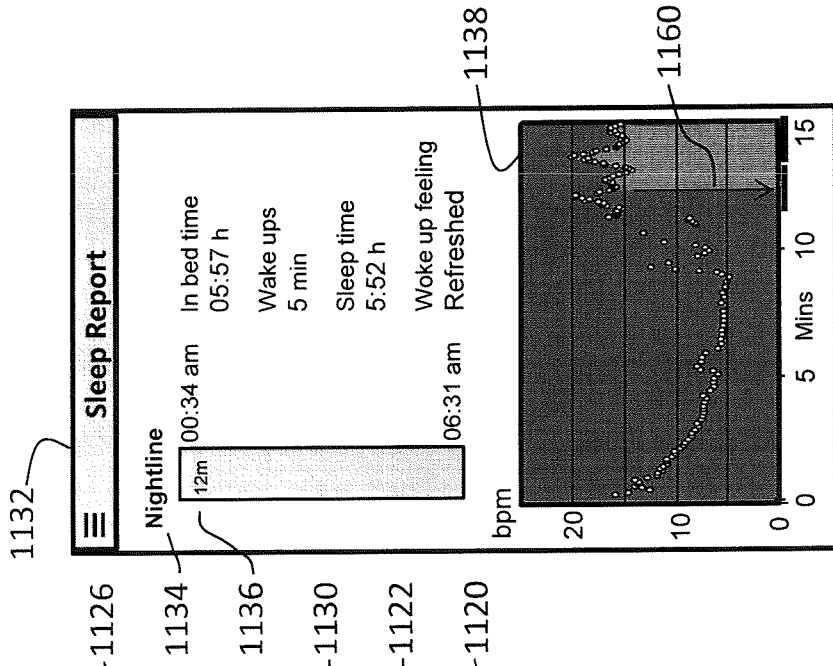 1132
Sleep Report
1126
Nightline
1134
12m
00:34 am
06:31 am
1136
In bed time
05:57 h
Wake ups
5 min
Sleep time
5:52 h
Woke up feeling
Refreshed
1130
1122
1120
bpm
20
10
0
0
5
10
15
Mins
1138
1160